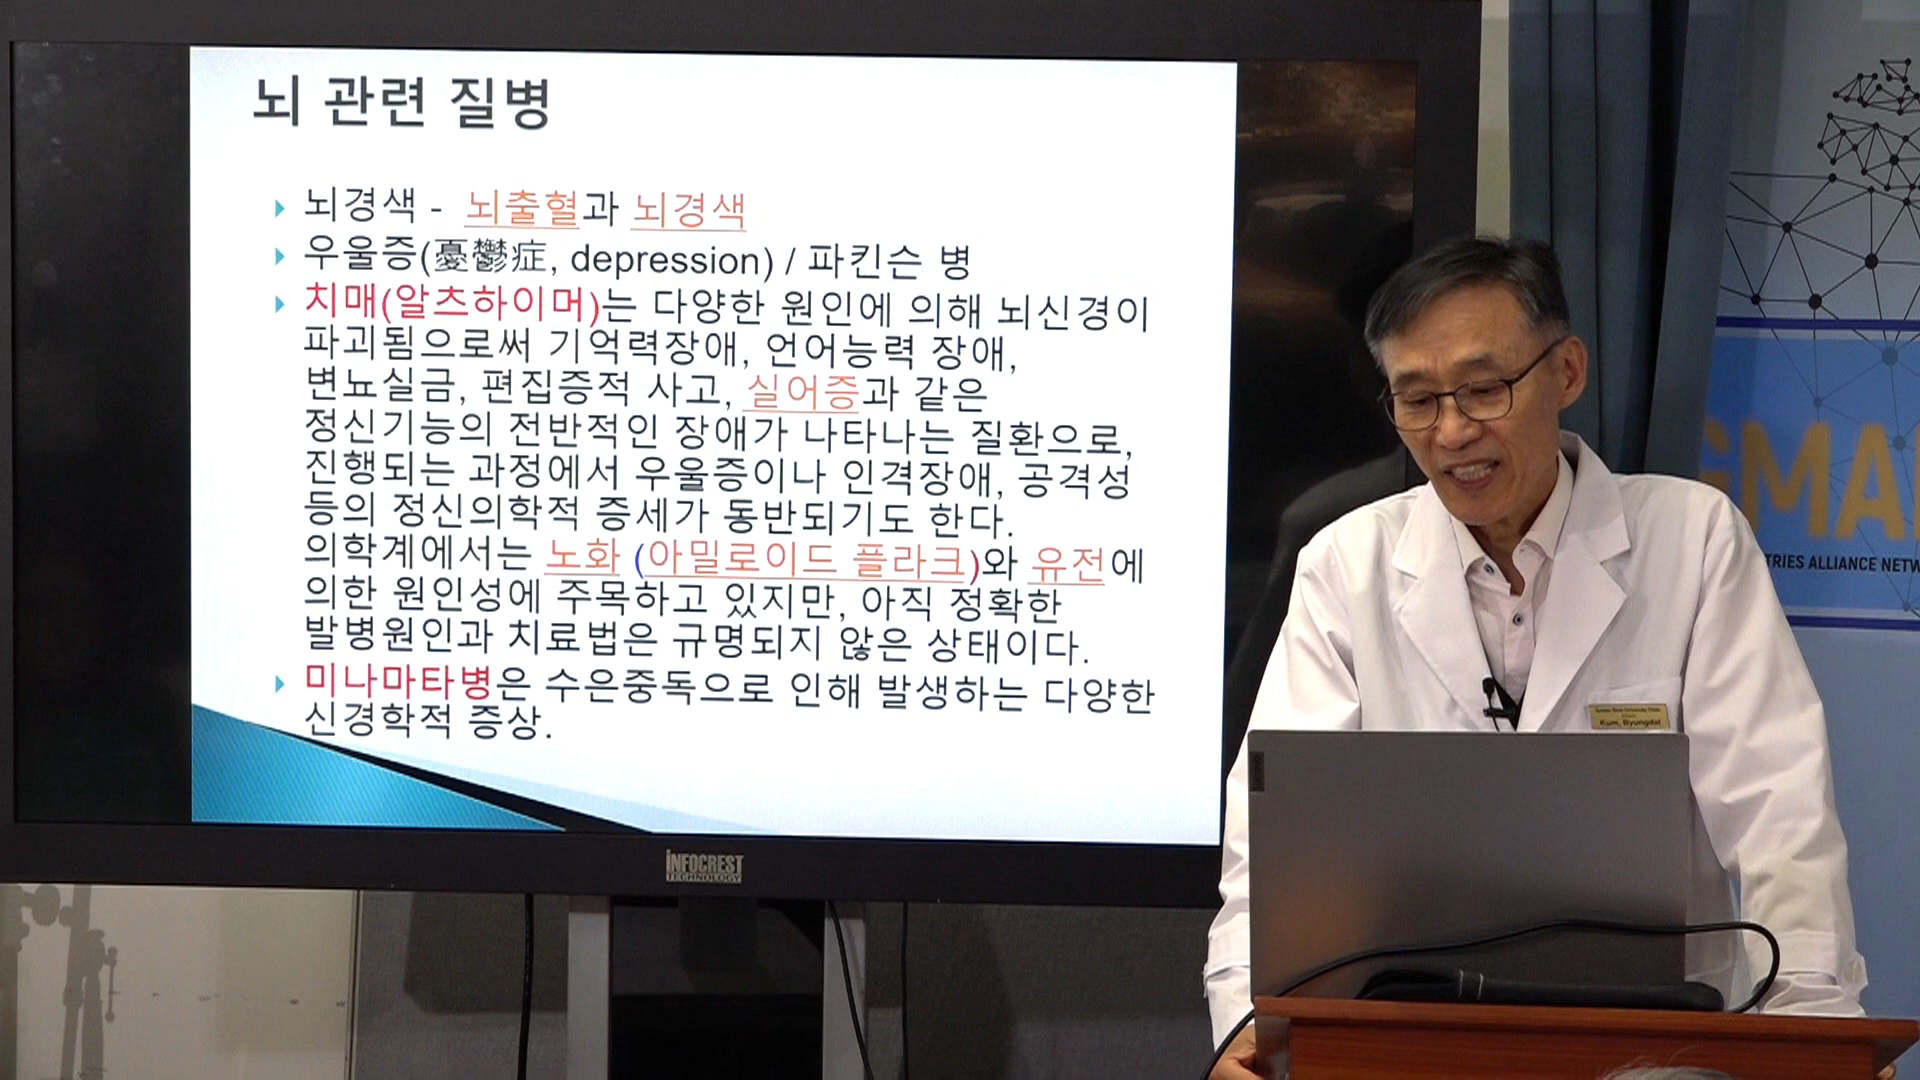 뇌 관련 질병
뇌경색 - 뇌출혈과 뇌경색
우울증(憂鬱症, depression) / 파킨슨 병
치매(알츠하이머)는 다양한 원인에 의해 뇌신경이
파괴됨으로써 기억력장애, 언어능력 장애,
변뇨실금, 편집증적 사고, 실어증과 같은
정신기능의 전반적인 장애가 나타나는 질환으로,
진행되는 과정에서 우울증이나 인격장애, 공격성
등의 정신의학적 증세가 동반되기도 한다.
의학계에서는 노화 (아밀로이드 플라크)와 유전에
의한 원인성에 주목하고 있지만, 아직 정확한
발병원인과 치료법은 규명되지 않은 상태이다.
미나마타병은 수은중독으로 인해 발생하는 다양한
신경학적 증상.
INFOCREST
TECHNOLOGY
GMA
TRIES ALLIANCE NETW
Kum, Byungdal